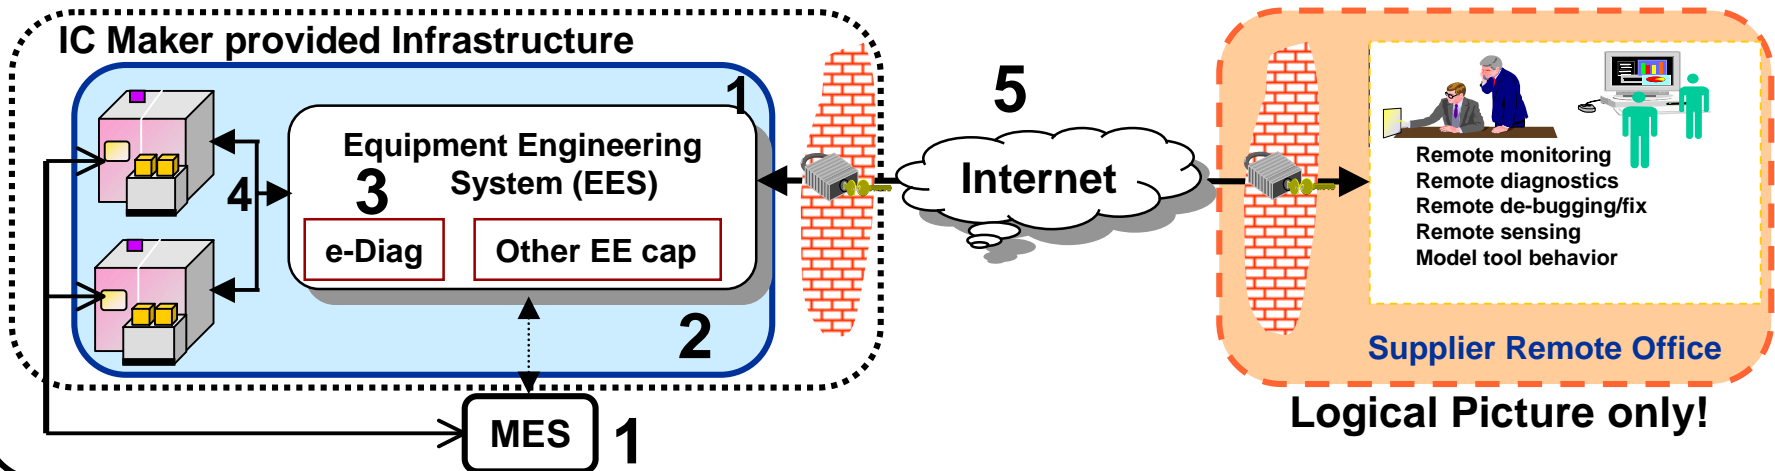 IC Maker provided Infrastructure
1
Equipment Engineering
System (EES)
3
4
e-Diag
Other EE cap
2
MES
1
5
Internet
Remote monitoring
Remote diagnostics
Remote de-bugging/fix
Remote sensing
Model tool behavior
Supplier Remote Office
Logical Picture only!